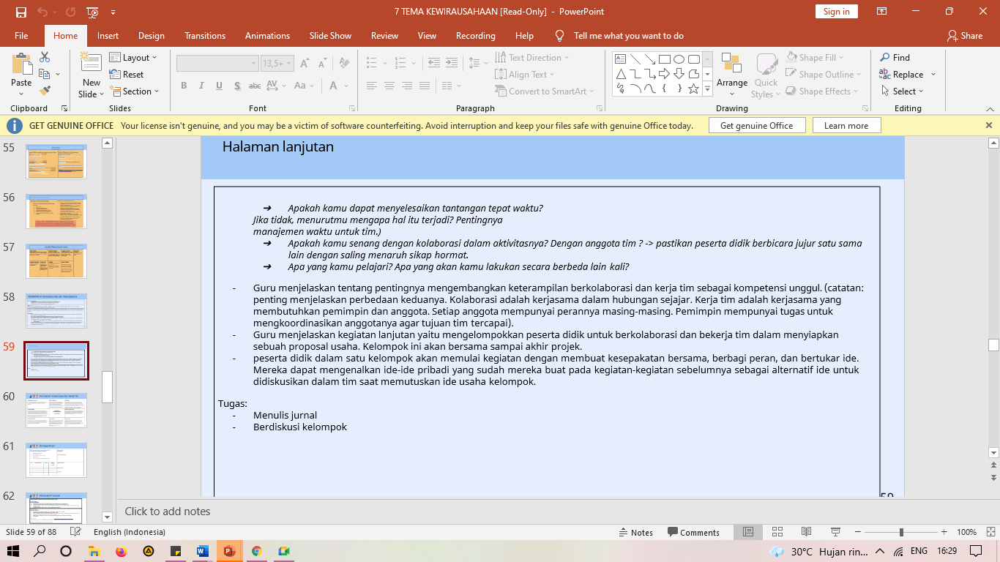 7 TEMA KEWIRAUSAHAAN [Read-Only] - PowerPoint
Sign in
File
Home
Insert
Design
Transitions
Animations
Slide Show
Review
View
Recording
Help
Tell me what you want to do
Share
Paste
New Slide
Layout
Reset
Section
13,5+
Text Direction
Align Text
Convert to SmartArt
Arrange
Quick Styles
Shape Fill
Shape Outline
Shape Effects
Find
Replace
Select
Clipboard
Slides
Font
Paragraph
Drawing
Editing
GET GENUINE OFFICE Your license isn't genuine, and you may be a victim of software counterfeiting. Avoid interruption and keep your files safe with genuine Office today.
Get genuine Office
Learn more
55
56
57
58
59
60
61
62
Halaman lanjutan
➔ Apakah kamu dapat menyelesaikan tantangan tepat waktu?
(jika tidak, menurutmu mengapa hal itu terjadi? Pentingnya
manajemen waktu untuk tim.)
➔ Apakah kamu senang dengan kolaborasi dalam aktivitasnya? Dengan anggota tim ? -> pastikan peserta didik berbicara jujur satu sama
lain dengan saling menaruh sikap hormat.
➔ Apa yang kamu pelajari? Apa yang akan kamu lakukan secara berbeda lain kali?
- Guru menjelaskan tentang pentingnya mengembangkan keterampilan berkolaborasi dan kerja tim sebagai kompetensi unggul. (catatan:
penting menjelaskan perbedaan keduanya. Kolaborasi adalah kerjasama dalam hubungan sejajar. Kerja tim adalah kerjasama yang
membutuhkan pemimpin dan anggota. Setiap anggota mempunyai perannya masing-masing. Pemimpin mempunyai tugas untuk
mengkoordinasikan anggotanya agar tujuan tim tercapai).
- Guru menjelaskan kegiatan lanjutan yaitu mengelompokkan peserta didik untuk berkolaborasi dan bekerja tim dalam menyiapkan
sebuah proposal usaha. Kelompok ini akan bersama sampai akhir projek.
- peserta didik dalam satu kelompok akan memulai kegiatan dengan membuat kesepakatan bersama, berbagi peran, dan bertukar ide.
Mereka dapat mengenalkan ide-ide pribadi yang sudah mereka buat pada kegiatan-kegiatan sebelumnya sebagai alternatif ide untuk
didiskusikan dalam tim saat memutuskan ide usaha kelompok.
Tugas:
- Menulis jurnal
- Berdiskusi kelompok
59
Click to add notes
Slide 59 of 88
English (Indonesia)
Notes
Comments
100%
30°C Hujan rin...
ENG
16:29